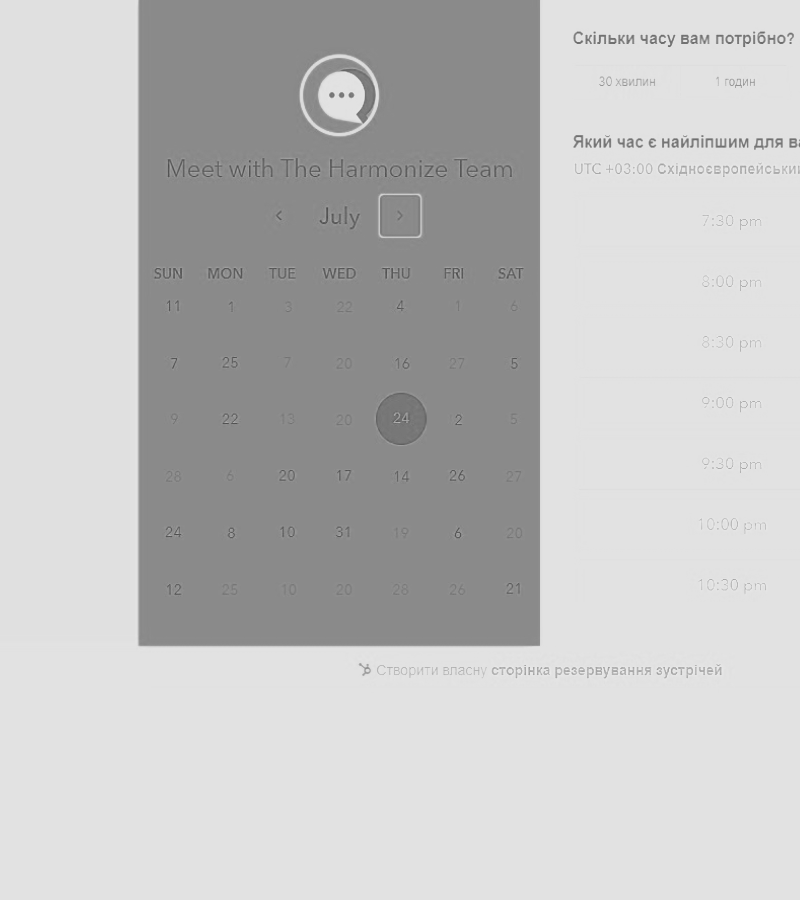 Meet with The Harmonize Team
July
SUN MON TUE WED THU FRI SAT
11 1 3 22 4 1 6
7 25 7 20 16 27 5
9 22 13 20 24 2 5
28 6 20 17 14 26 27
24 8 10 31 19 6 20
12 25 10 20 28 26 21
Скільки часу вам потрібно?
30 хвилин 1 годин
Який час є найліпшим для ва
UTC +03:00 Східноєвропейський
7:30 pm
8:00 pm
8:30 pm
9:00 pm
9:30 pm
10:00 pm
10:30 pm
Створити власну сторінка резервування зустрічей